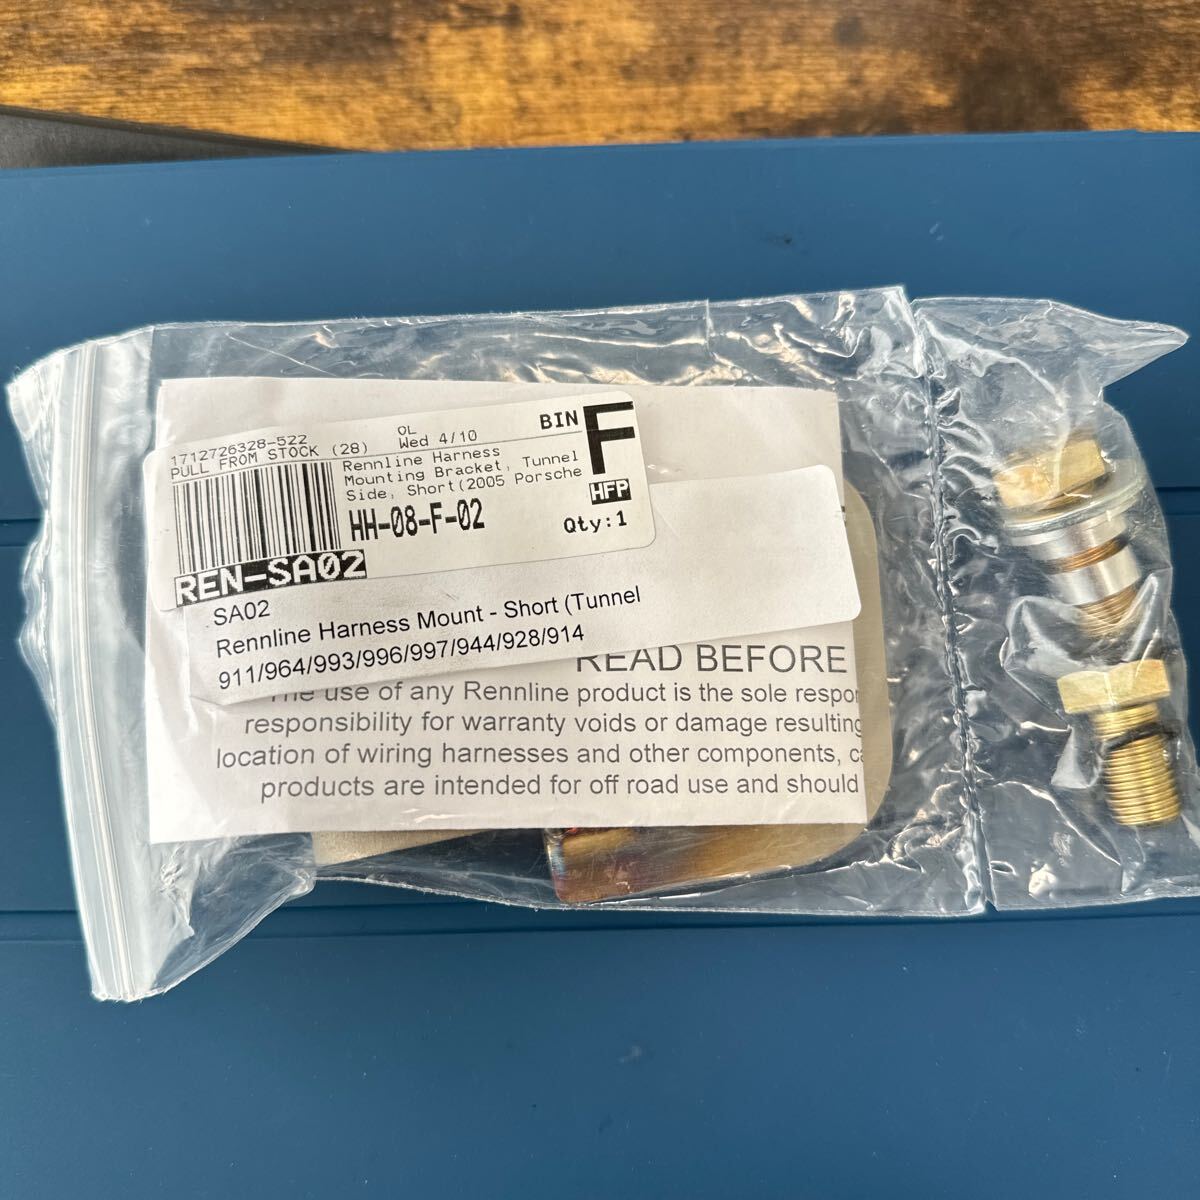 1712726328-522
OL
PULL FROM STOCK (28)
Wed 4/10
BIN
F
Rennline Harness
Mounting Bracket, Tunnel
Side, Short(2005 Porsche
HFP
HH-08-F-02
Qty:1
REN-SA02
SA02
Rennline Harness Mount - Short (Tunnel
911/964/993/996/997/944/928/914
READ BEFORE
The use of any Rennline product is the sole
responsibility for warranty voids or damage resulting
location of wiring harnesses and other components,
products are intended for off road use and should